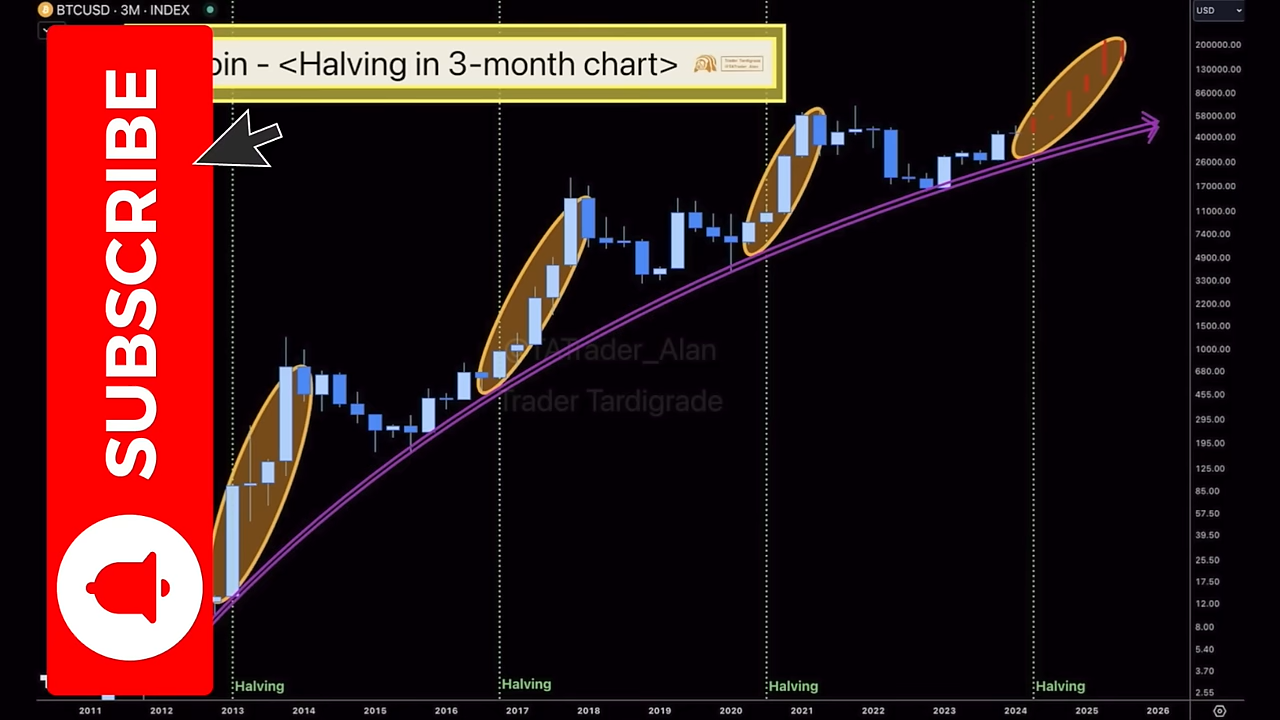 BTCUSD · 3M · INDEX
USD
SUBSCRIBE
oin - <Halving in 3-month chart>
@TATrader_Alan
Trader Tardigrade
200000.00
130000.00
86000.00
58000.00
40000.00
26000.00
17000.00
11000.00
7400.00
4900.00
3300.00
2200.00
1500.00
1000.00
680.00
455.00
295.00
195.00
125.00
85.00
57.50
39.50
25.50
17.50
12.00
8.00
5.40
3.70
2.55
Halving
Halving
Halving
Halving
2011 2012 2013 2014 2015 2016 2017 2018 2019 2020 2021 2022 2023 2024 2025 2026